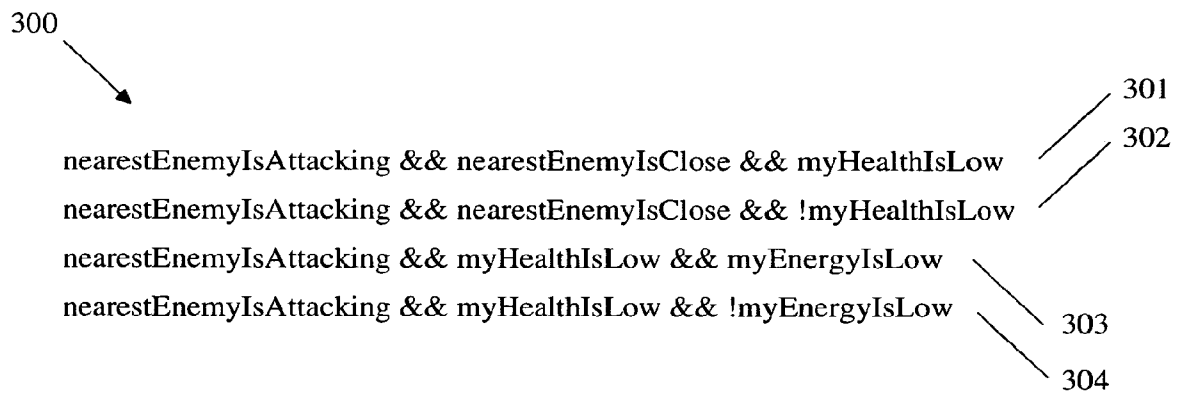 300
301
302
nearestEnemyIsAttacking && nearestEnemyIsClose && myHealthIsLow
nearestEnemyIsAttacking && nearestEnemyIsClose && !myHealthIsLow
nearestEnemyIsAttacking && myHealthIsLow && myEnergyIsLow
nearestEnemyIsAttacking && myHealthIsLow && !myEnergyIsLow
303
304